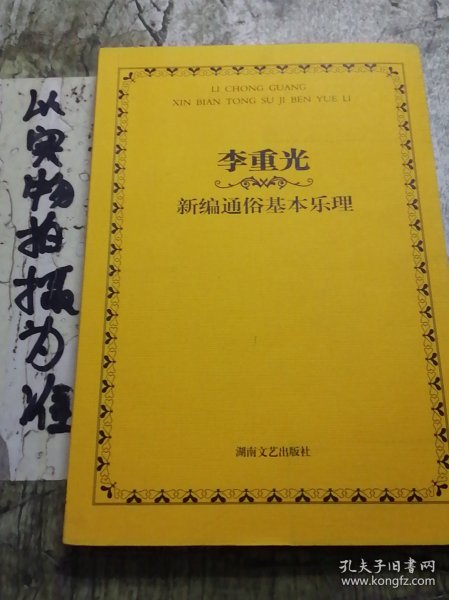 以实物拍摄为准
LI CHONG GUANG
XIN BIAN TONG SU JI BEN YUE LI
李重光
新编通俗基本乐理
湖南文艺出版社
孔夫子旧书网
www.kongfz.com